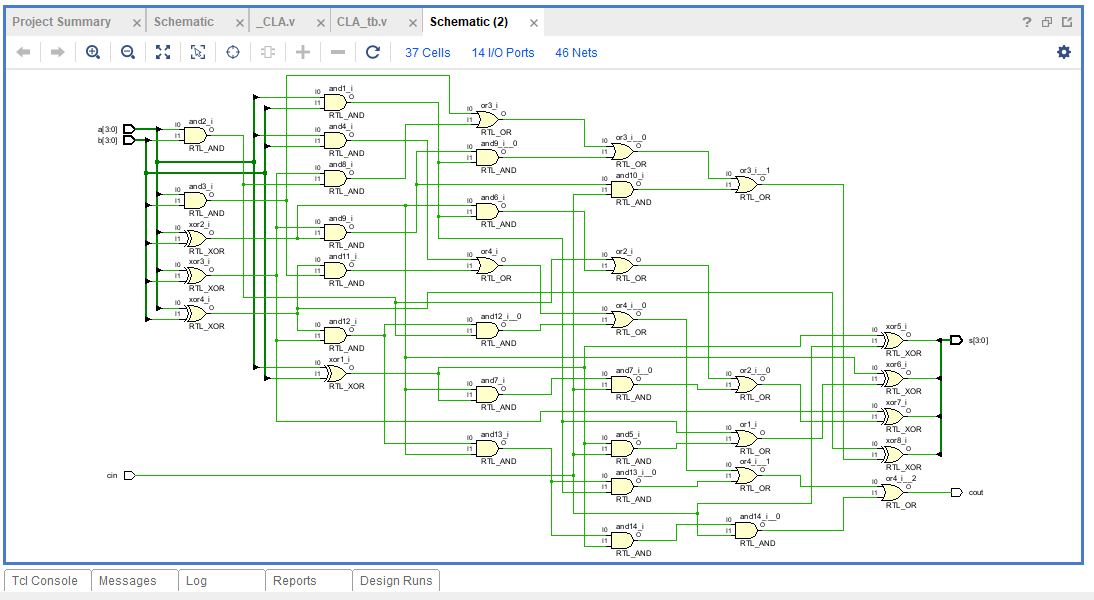 Project Summary
Schematic
_CLA.v
CLA_tb.v
Schematic (2)
37 Cells
14 I/O Ports
46 Nets
a[3:0]
b[3:0]
cin
and2_i
I0
I1
O
RTL_AND
and3_i
I0
I1
O
RTL_AND
xor2_i
I0
I1
O
RTL_XOR
xor3_i
I0
I1
O
RTL_XOR
xor4_i
I0
I1
O
RTL_XOR
and1_i
I0
I1
O
RTL_AND
and4_i
I0
I1
O
RTL_AND
and8_i
I0
I1
O
RTL_AND
and9_i
I0
I1
O
RTL_AND
and11_i
I0
I1
O
RTL_AND
and12_i
I0
I1
O
RTL_AND
xor1_i
I0
I1
O
RTL_XOR
or3_i
I0
I1
O
RTL_OR
and9_i__0
I0
I1
O
RTL_AND
and6_i
I0
I1
O
RTL_AND
or4_i
I0
I1
O
RTL_OR
and12_i__0
I0
I1
O
RTL_AND
and7_i
I0
I1
O
RTL_AND
and13_i
I0
I1
O
RTL_AND
or3_i__0
I0
I1
O
RTL_OR
and10_i
I0
I1
O
RTL_AND
or2_i
I0
I1
O
RTL_OR
or4_i__0
I0
I1
O
RTL_OR
and7_i__0
I0
I1
O
RTL_AND
and5_i
I0
I1
O
RTL_AND
and13_i__0
I0
I1
O
RTL_AND
and14_i
I0
I1
O
RTL_AND
or3_i__1
I0
I1
O
RTL_OR
or2_i__0
I0
I1
O
RTL_OR
or1_i
I0
I1
O
RTL_OR
or4_i__1
I0
I1
O
RTL_OR
and14_i__0
I0
I1
O
RTL_AND
xor5_i
I0
I1
O
RTL_XOR
xor6_i
I0
I1
O
RTL_XOR
xor7_i
I0
I1
O
RTL_XOR
xor8_i
I0
I1
O
RTL_XOR
or4_i__2
I0
I1
O
RTL_OR
s[3:0]
cout
Tcl Console
Messages
Log
Reports
Design Runs